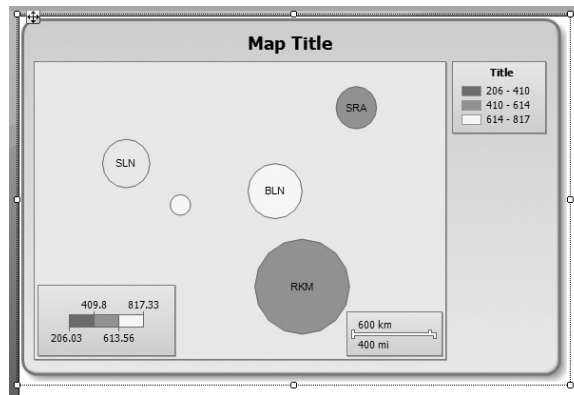 Map Title
Title
206 - 410
410 - 614
614 - 817
SRA
SLN
BLN
RKM
409.8 817.33
206.03 613.56
600 km
400 mi